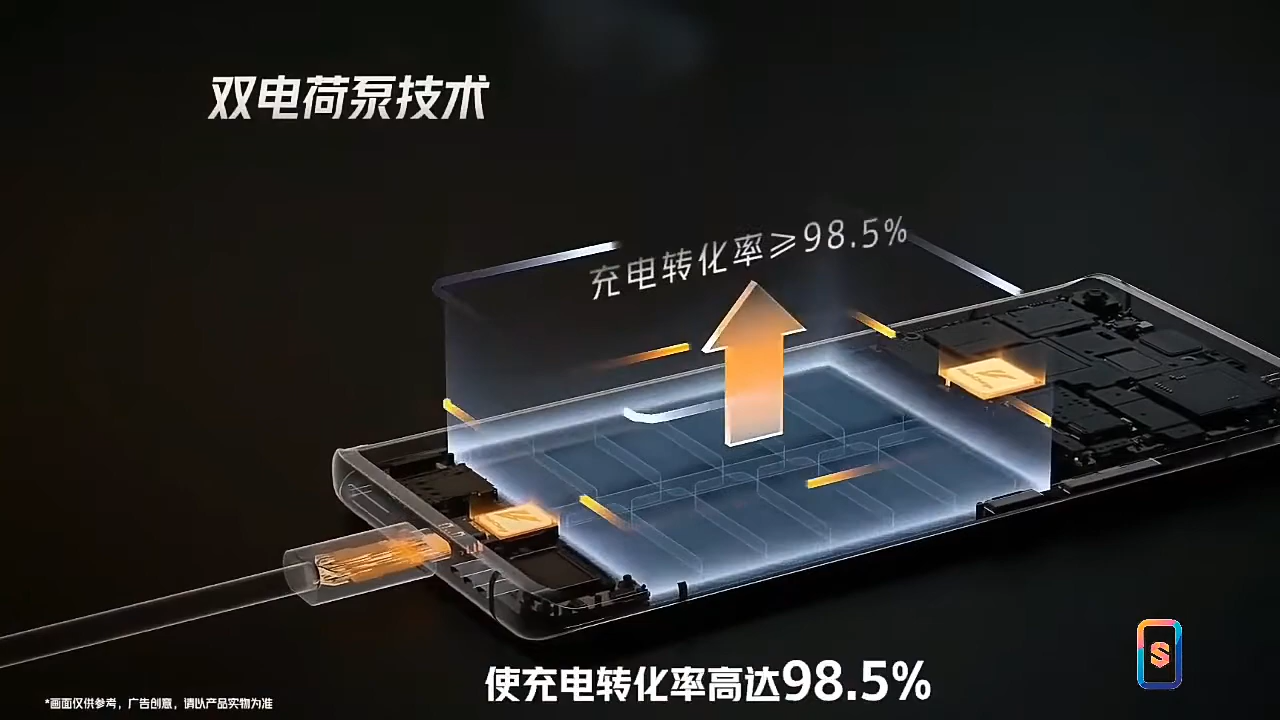 双电荷泵技术
充电转化率≥98.5%
使充电转化率高达98.5%
*画面仅供参考，广告创意，请以产品实物为准
S